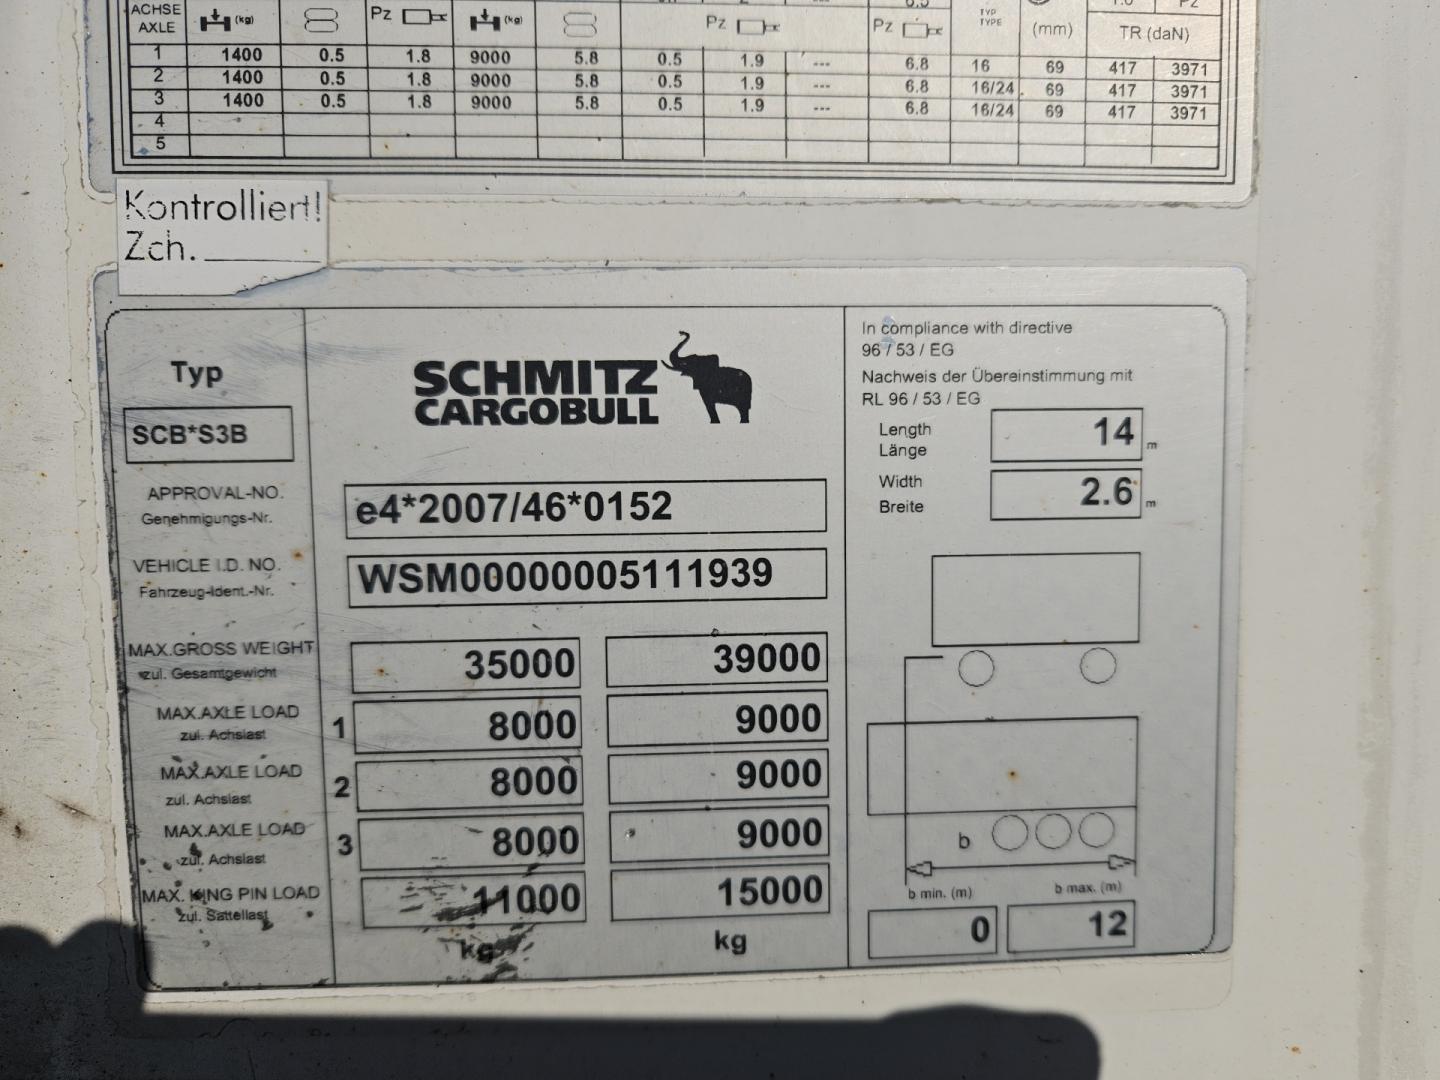 ACHSE (kg) Pz (kg) Pz Pz TYP (mm) TR (daN)
AXLE TYPE
1 1400 0.5 1.8 9000 5.8 0.5 1.9 --- 6.8 16 69 417 3971
2 1400 0.5 1.8 9000 5.8 0.5 1.9 --- 6.8 16/24 69 417 3971
3 1400 0.5 1.8 9000 5.8 0.5 1.9 --- 6.8 16/24 69 417 3971
4
5
Kontrolliert!
Zch.
Typ
SCB*S3B
SCHMITZ
CARGOBULL
APPROVAL-NO.
Genehmigungs-Nr.
e4*2007/46*0152
VEHICLE I.D. NO.
Fahrzeug-Ident.-Nr.
WSM00000005111939
MAX.GROSS WEIGHT
zul. Gesamtgewicht
35000 39000
MAX.AXLE LOAD
zul. Achslast
1 8000 9000
MAX.AXLE LOAD
zul. Achslast
2 8000 9000
MAX.AXLE LOAD
zul. Achslast
3 8000 9000
MAX. KING PIN LOAD
zul. Sattellast
11000 15000
kg kg
In compliance with directive
96 / 53 / EG
Nachweis der Übereinstimmung mit
RL 96 / 53 / EG
Length
Länge
14 m
Width
Breite
2.6 m
b
b min. (m) b max. (m)
0 12